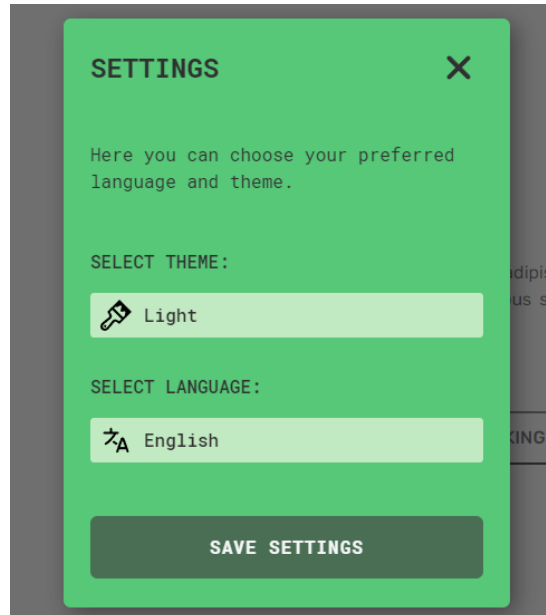 SETTINGS
Here you can choose your preferred
language and theme.
SELECT THEME:
Light
SELECT LANGUAGE:
English
SAVE SETTINGS